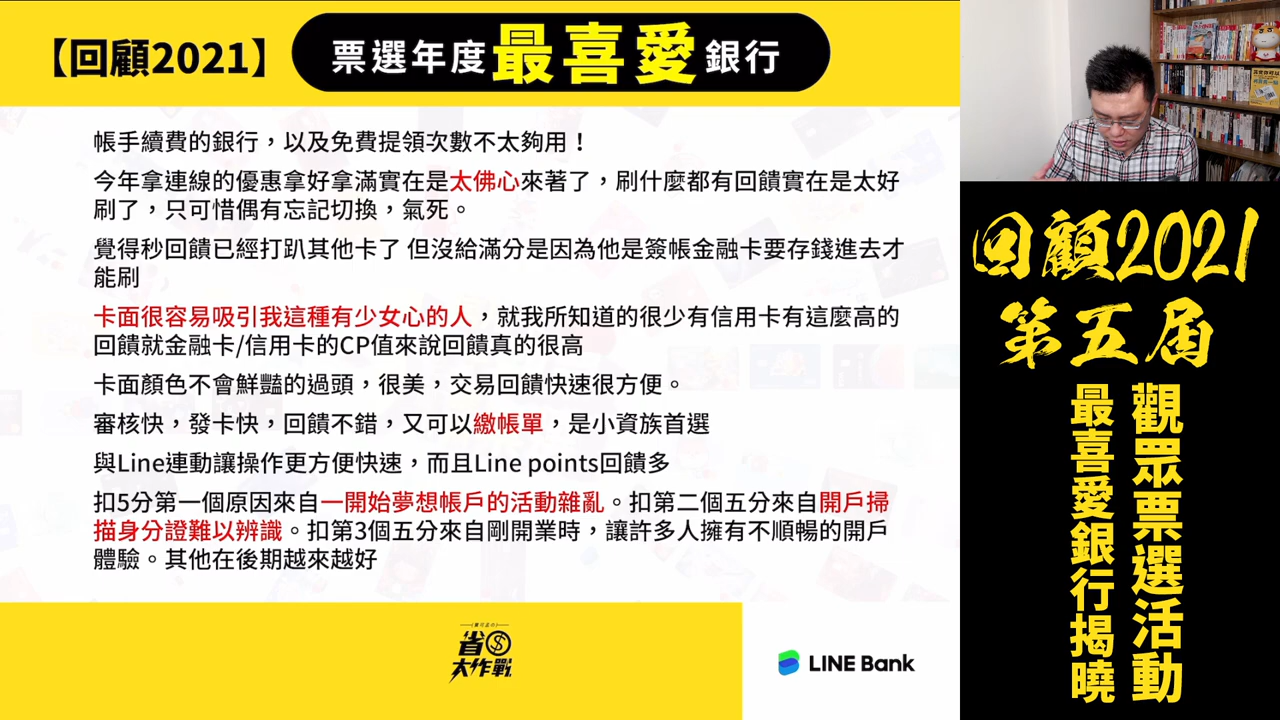 【回顧2021】
票選年度最喜愛銀行
帳手續費的銀行，以及免費提領次數不太夠用！
今年拿連線的優惠拿好拿滿實在是太佛心來著了，刷什麼都有回饋實在是太好
刷了，只可惜偶有忘記切換，氣死。
覺得秒回饋已經打趴其他卡了 但沒給滿分是因為他是簽帳金融卡要存錢進去才
能刷
卡面很容易吸引我這種有少女心的人，就我所知道的很少有信用卡有這麼高的
回饋就金融卡/信用卡的CP值來說回饋真的很高
卡面顏色不會鮮豔的過頭，很美，交易回饋快速很方便。
審核快，發卡快，回饋不錯，又可以繳帳單，是小資族首選
與Line連動讓操作更方便快速，而且Line points回饋多
扣5分第一個原因來自一開始夢想帳戶的活動雜亂。扣第二個五分來自開戶掃
描身分證難以辨識。扣第3個五分來自剛開業時，讓許多人擁有不順暢的開戶
體驗。其他在後期越來越好
省
大作戰
LINE Bank
回顧2021
第五屆
觀眾票選活動
最喜愛銀行揭曉